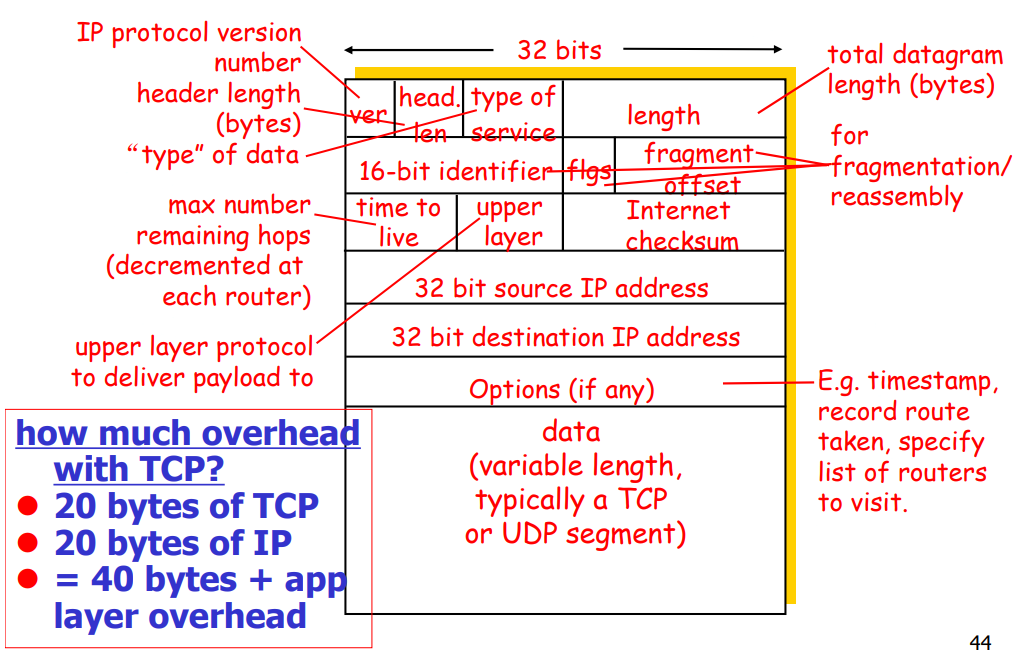 IP protocol version
number
header length
(bytes)
“type” of data
max number
remaining hops
(decremented at
each router)
upper layer protocol
to deliver payload to
32 bits
ver
head.
len
type of
service
length
16-bit identifier
flgs
fragment
offset
time to
live
upper
layer
Internet
checksum
32 bit source IP address
32 bit destination IP address
Options (if any)
data
(variable length,
typically a TCP
or UDP segment)
total datagram
length (bytes)
for
fragmentation/
reassembly
E.g. timestamp,
record route
taken, specify
list of routers
to visit.
how much overhead
with TCP?
● 20 bytes of TCP
● 20 bytes of IP
● = 40 bytes + app
layer overhead
44